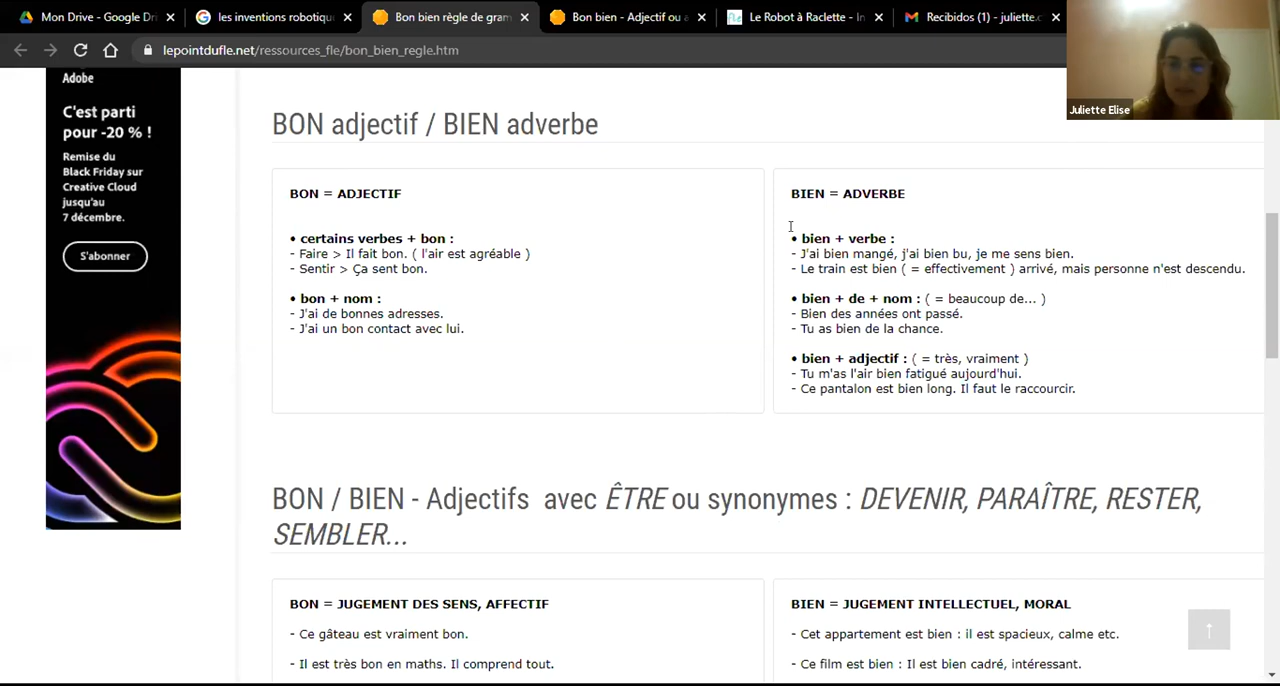 Mon Drive - Google Dri
les inventions robotiqu
Bon bien règle de gram
Bon bien - Adjectif ou a
Le Robot à Raclette - In
Recibidos (1) - juliette.c
lepointdufle.net/ressources_fle/bon_bien_regle.htm
Juliette Elise
Adobe
C'est parti
pour -20 % !
Remise du
Black Friday sur
Creative Cloud
jusqu'au
7 décembre.
S'abonner
BON adjectif / BIEN adverbe
BON = ADJECTIF
• certains verbes + bon :
- Faire > Il fait bon. ( l'air est agréable )
- Sentir > Ça sent bon.
• bon + nom :
- J'ai de bonnes adresses.
- J'ai un bon contact avec lui.
BIEN = ADVERBE
• bien + verbe :
- J'ai bien mangé, j'ai bien bu, je me sens bien.
- Le train est bien ( = effectivement ) arrivé, mais personne n'est descendu.
• bien + de + nom : ( = beaucoup de... )
- Bien des années ont passé.
- Tu as bien de la chance.
• bien + adjectif : ( = très, vraiment )
- Tu m'as l'air bien fatigué aujourd'hui.
- Ce pantalon est bien long. Il faut le raccourcir.
BON / BIEN - Adjectifs avec ÊTRE ou synonymes : DEVENIR, PARAÎTRE, RESTER,
SEMBLER...
BON = JUGEMENT DES SENS, AFFECTIF
- Ce gâteau est vraiment bon.
- Il est très bon en maths. Il comprend tout.
BIEN = JUGEMENT INTELLECTUEL, MORAL
- Cet appartement est bien : il est spacieux, calme etc.
- Ce film est bien : Il est bien cadré, intéressant.